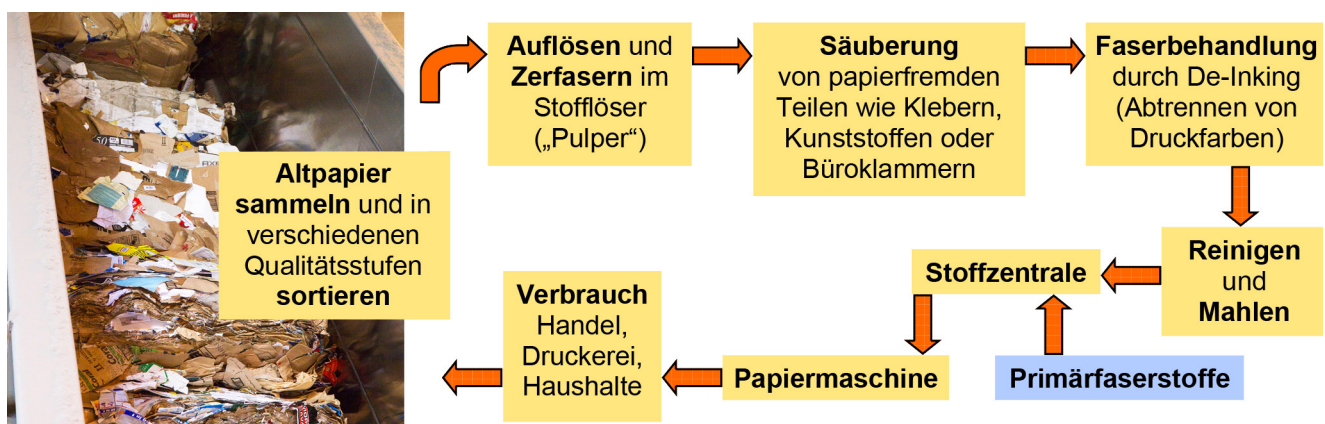 Altpapier
sammeln und in
verschiedenen
Qualitätsstufen
sortieren
Auflösen und
Zerfasern im
Stofflöser
(„Pulper“)
Säuberung
von papierfremden
Teilen wie Klebern,
Kunststoffen oder
Büroklammern
Faserbehandlung
durch De-Inking
(Abtrennen von
Druckfarben)
Reinigen
und
Mahlen
Stoffzentrale
Primärfaserstoffe
Papiermaschine
Verbrauch
Handel,
Druckerei,
Haushalte